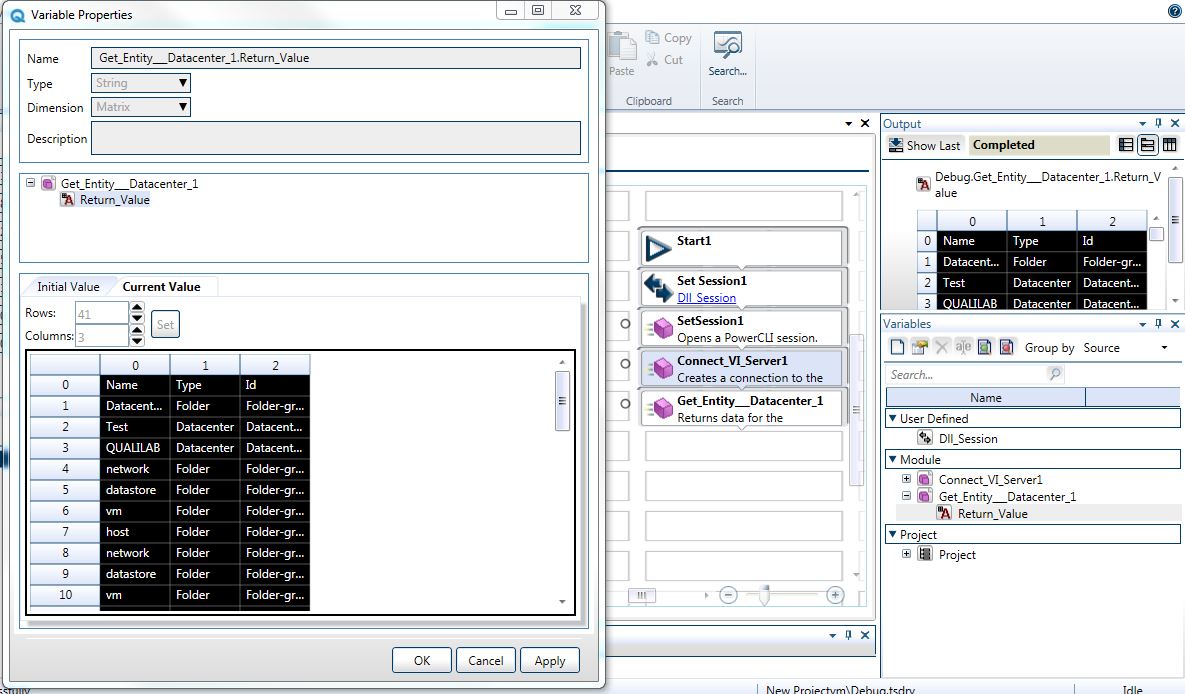 Variable Properties
Name
Get_Entity___Datacenter_1.Return_Value
Type
String
Dimension
Matrix
Description
Get_Entity___Datacenter_1
Return_Value
Initial Value
Current Value
Rows:
41
Columns:
3
Set
0 1 2
0 Name Type Id
1 Datacent... Folder Folder-gr...
2 Test Datacenter Datacent...
3 QUALILAB Datacenter Datacent...
4 network Folder Folder-gr...
5 datastore Folder Folder-gr...
6 vm Folder Folder-gr...
7 host Folder Folder-gr...
8 network Folder Folder-gr...
9 datastore Folder Folder-gr...
10 vm Folder Folder-gr...
OK
Cancel
Apply
Paste
Copy
Cut
Clipboard
Search...
Search
Start1
Set Session1
Dll_Session
SetSession1
Opens a PowerCLI session.
Connect_VI_Server1
Creates a connection to the
Get_Entity___Datacenter_1
Returns data for the
Output
Show Last
Completed
Debug.Get_Entity___Datacenter_1.Return_V
alue
0 1 2
0 Name Type Id
1 Datacent... Folder Folder-gr...
2 Test Datacenter Datacent...
3 QUALILAB Datacenter Datacent...
Variables
Group by
Source
Search...
Name
User Defined
Dll_Session
Module
Connect_VI_Server1
Get_Entity___Datacenter_1
Return_Value
Project
Project
New Projectvm\Debug.tsdrv
Idle